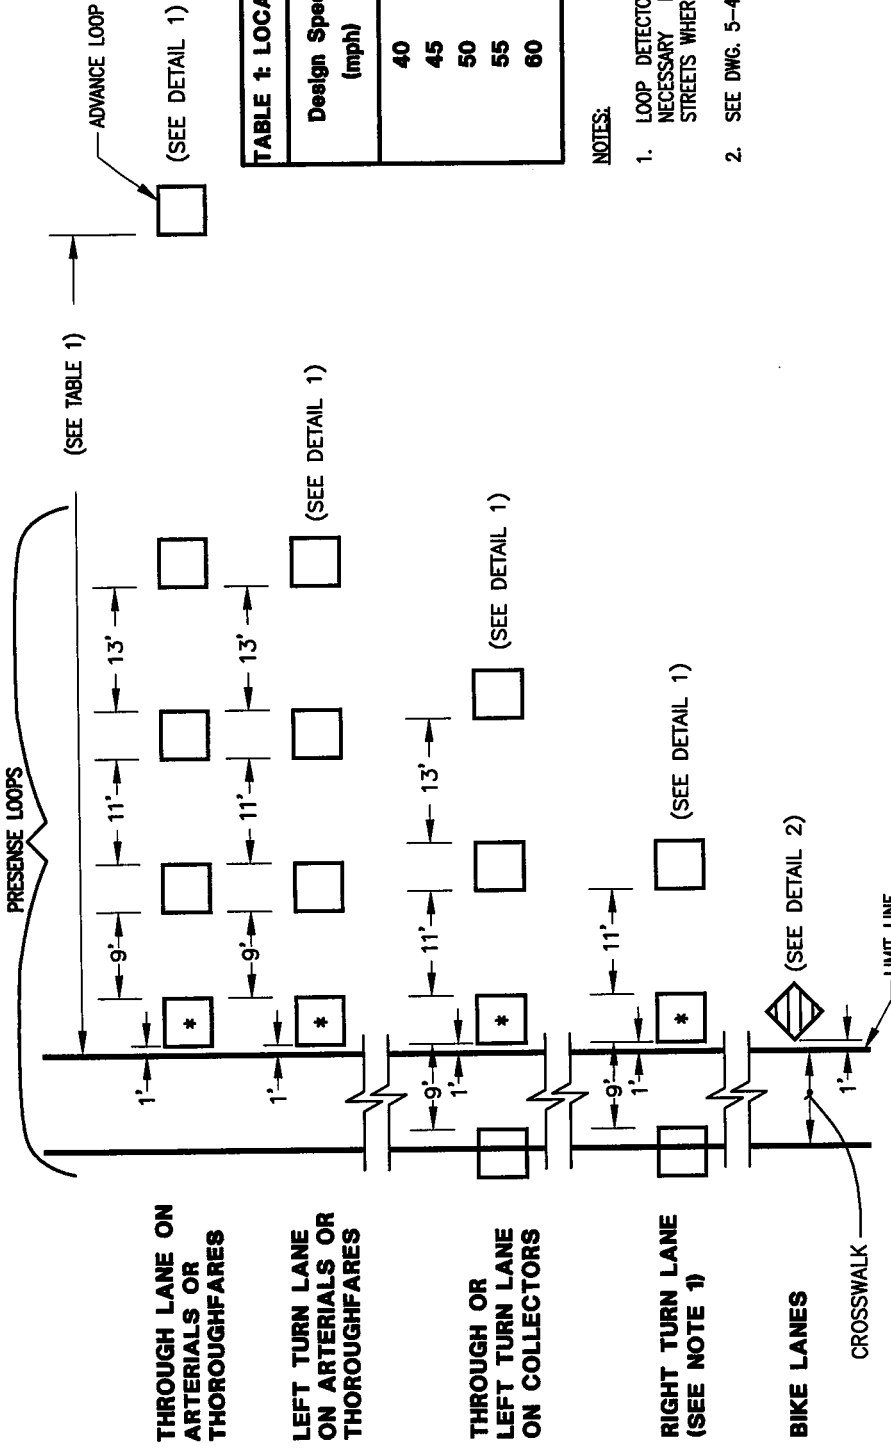 PRESENSE LOOPS
(SEE TABLE 1)
ADVANCE LOOP
(SEE DETAIL 1)
THROUGH LANE ON
ARTERIALS OR
THOROUGHFARES
1'
9'
11'
13'
*
LEFT TURN LANE
ON ARTERIALS OR
THOROUGHFARES
1'
9'
11'
13'
*
(SEE DETAIL 1)
THROUGH OR
LEFT TURN LANE
ON COLLECTORS
9'
1'
11'
13'
*
(SEE DETAIL 1)
RIGHT TURN LANE
(SEE NOTE 1)
9'
1'
11'
*
(SEE DETAIL 1)
BIKE LANES
1'
(SEE DETAIL 2)
CROSSWALK
LIMIT LINE
TABLE 1: LOCA
Design Spee
(mph)
40
45
50
55
60
NOTES:
1. LOOP DETECTO
NECESSARY
STREETS WHER
2. SEE DWG. 5-4